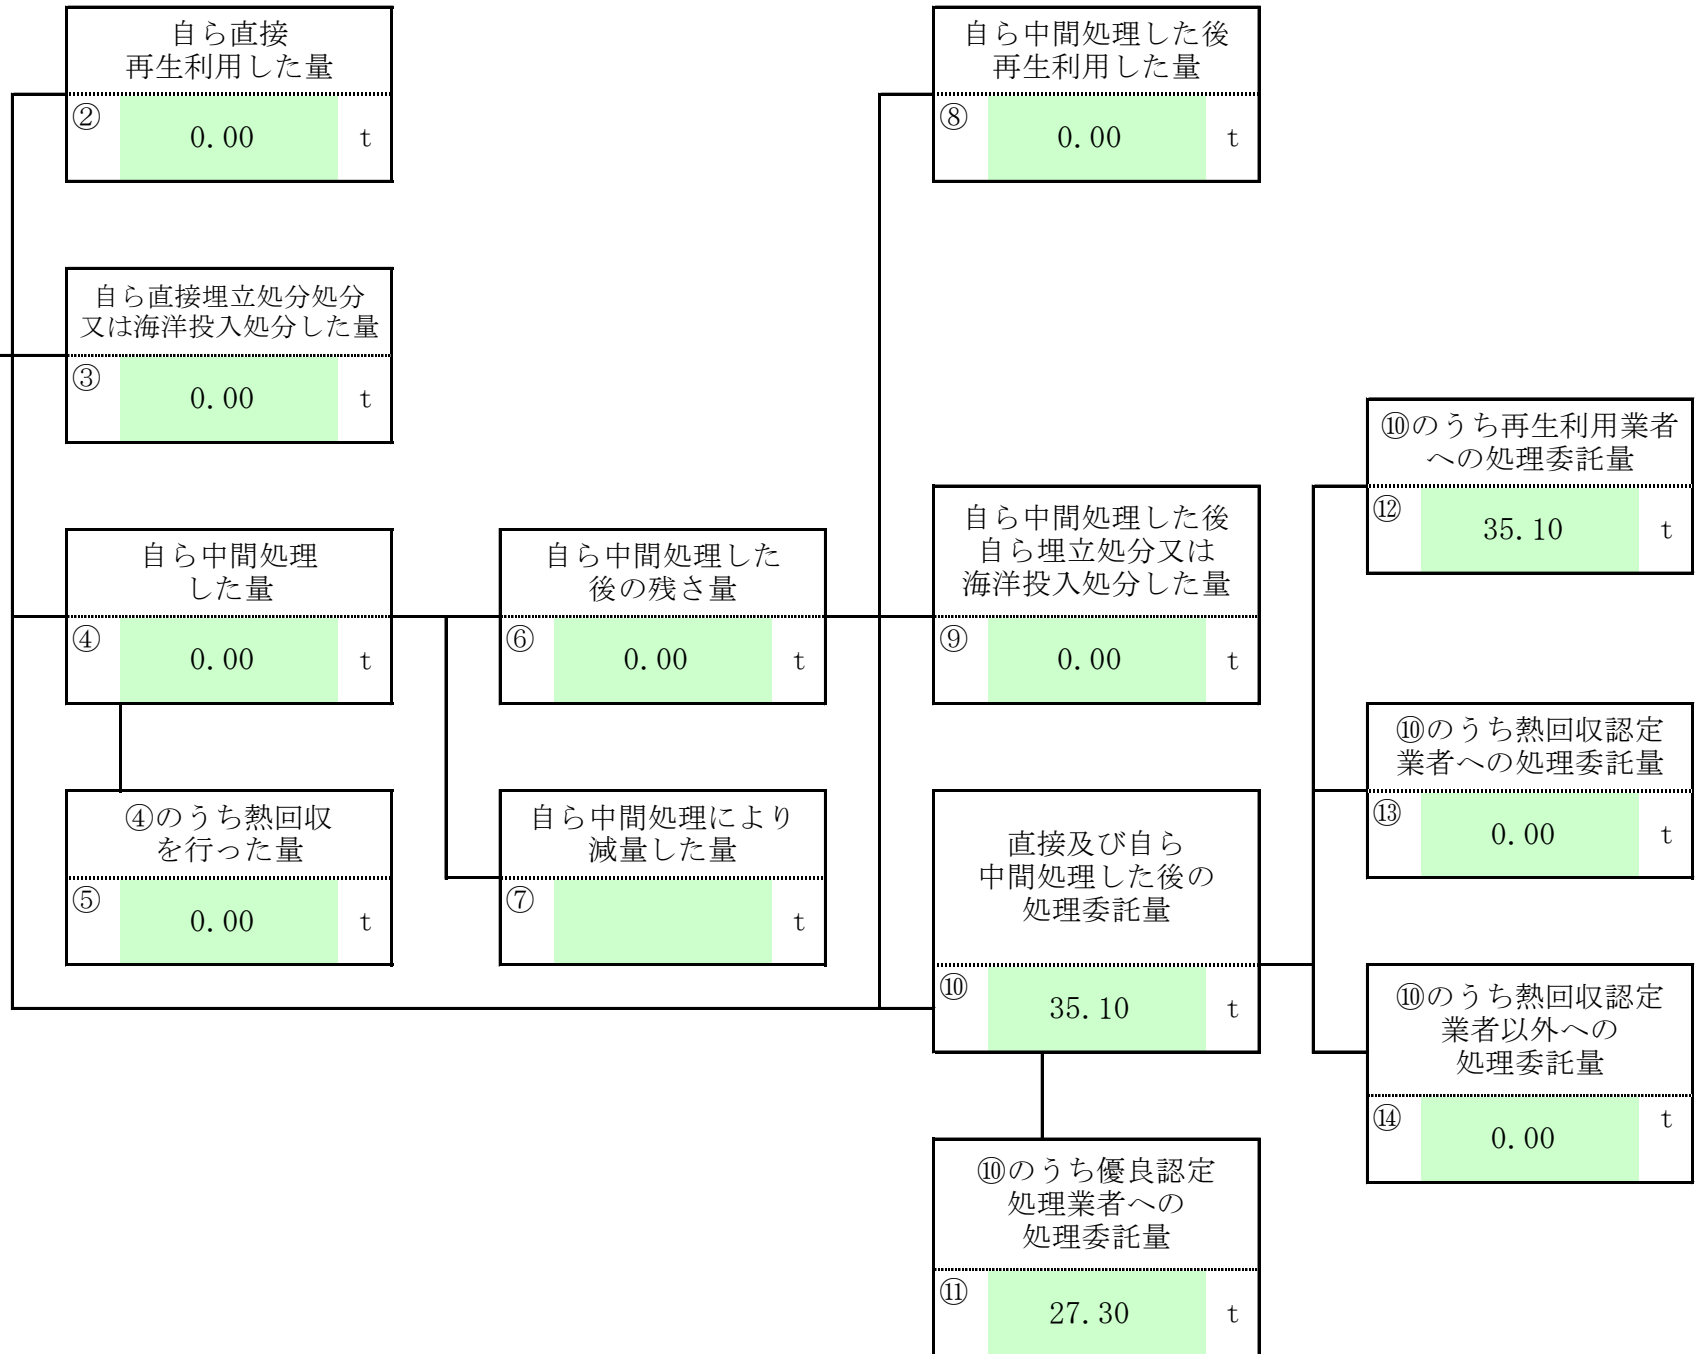 自ら直接
再生利用した量
② 0.00 t
自ら中間処理した後
再生利用した量
⑧ 0.00 t
自ら直接埋立処分処分
又は海洋投入処分した量
③ 0.00 t
⑩のうち再生利用業者
への処理委託量
⑫ 35.10 t
自ら中間処理
した量
④ 0.00 t
自ら中間処理した
後の残さ量
⑥ 0.00 t
自ら中間処理した後
自ら埋立処分又は
海洋投入処分した量
⑨ 0.00 t
⑩のうち熱回収認定
業者への処理委託量
⑬ 0.00 t
④のうち熱回収
を行った量
⑤ 0.00 t
自ら中間処理により
減量した量
⑦ t
直接及び自ら
中間処理した後の
処理委託量
⑩ 35.10 t
⑩のうち熱回収認定
業者以外への
処理委託量
⑭ 0.00 t
⑩のうち優良認定
処理業者への
処理委託量
⑪ 27.30 t